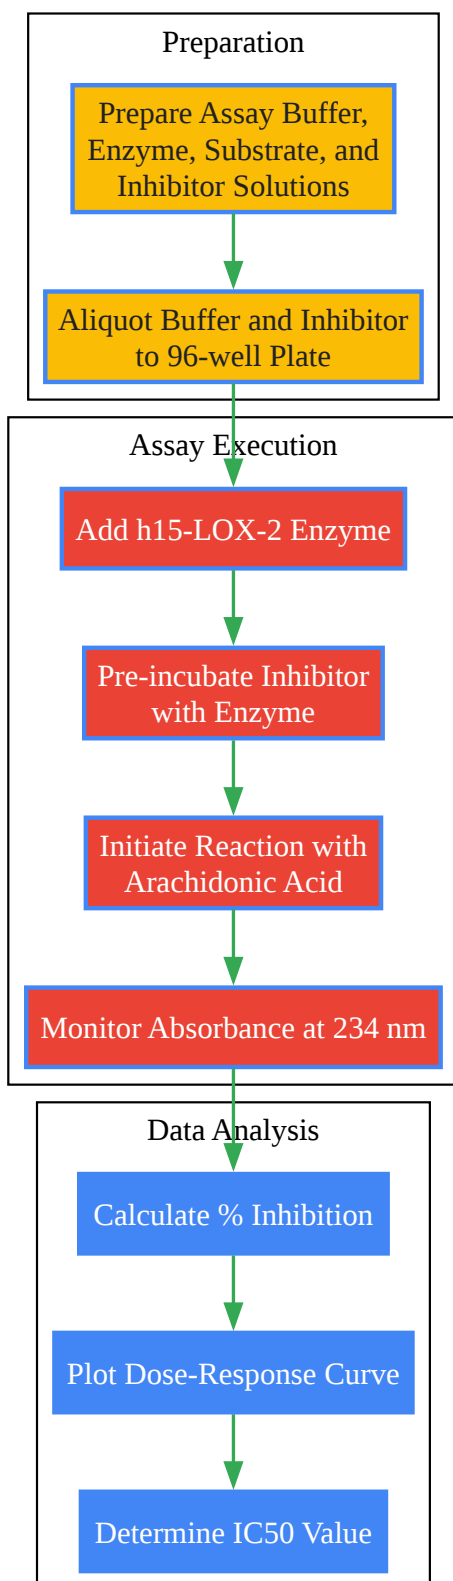 Preparation
Prepare Assay Buffer,
Enzyme, Substrate, and
Inhibitor Solutions
Aliquot Buffer and Inhibitor
to 96-well Plate
Assay Execution
Add h15-LOX-2 Enzyme
Pre-incubate Inhibitor
with Enzyme
Initiate Reaction with
Arachidonic Acid
Monitor Absorbance at 234 nm
Data Analysis
Calculate % Inhibition
Plot Dose-Response Curve
Determine IC50 Value